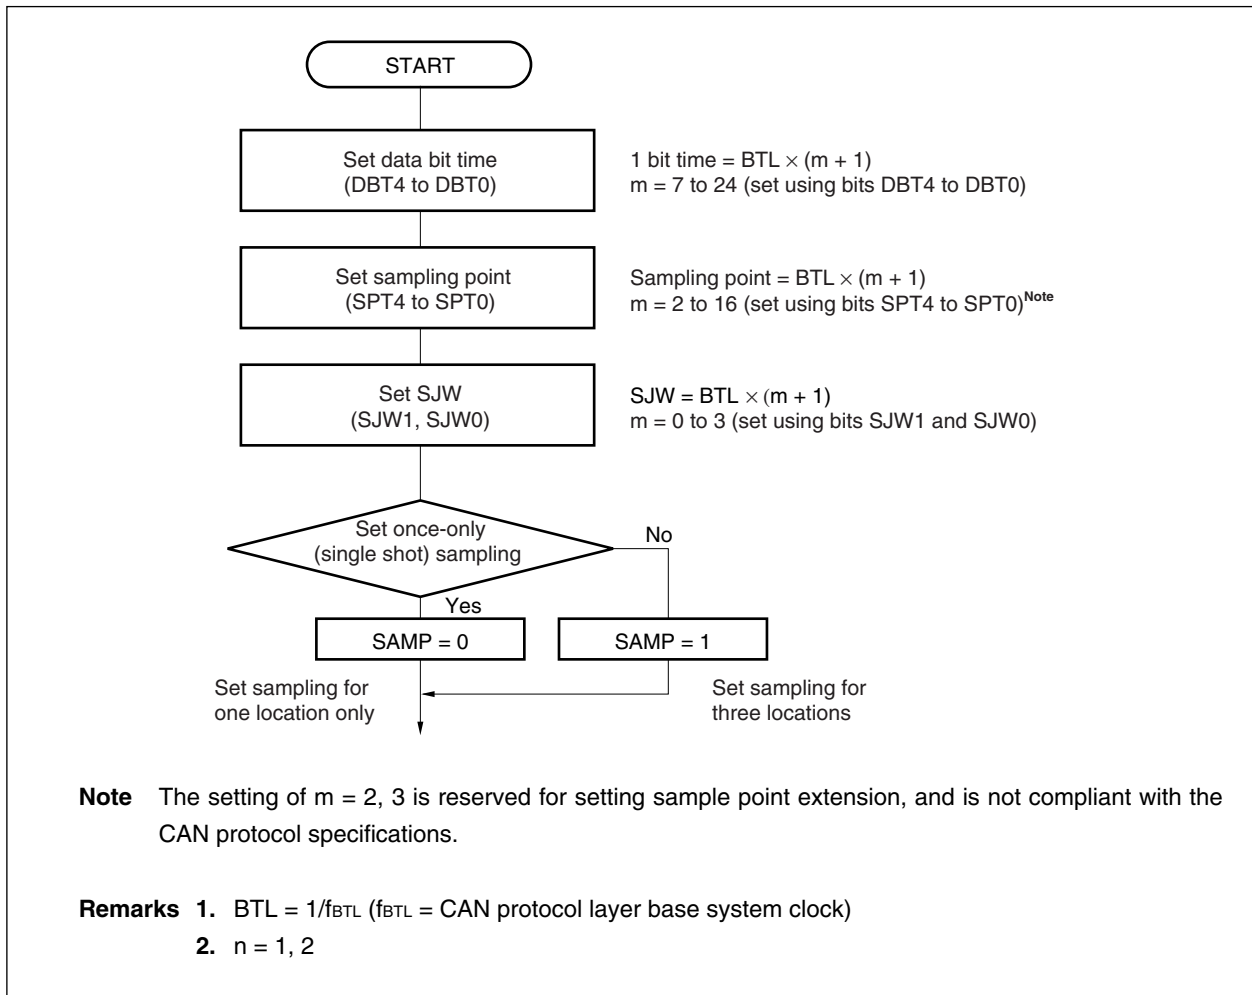 START
Set data bit time
(DBT4 to DBT0)
1 bit time = BTL × (m + 1)
m = 7 to 24 (set using bits DBT4 to DBT0)
Set sampling point
(SPT4 to SPT0)
Sampling point = BTL × (m + 1)
m = 2 to 16 (set using bits SPT4 to SPT0)Note
Set SJW
(SJW1, SJW0)
SJW = BTL × (m + 1)
m = 0 to 3 (set using bits SJW1 and SJW0)
Set once-only
(single shot) sampling
No
Yes
SAMP = 0
SAMP = 1
Set sampling for
one location only
Set sampling for
three locations
Note The setting of m = 2, 3 is reserved for setting sample point extension, and is not compliant with the
CAN protocol specifications.
Remarks 1. BTL = 1/fBTL (fBTL = CAN protocol layer base system clock)
2. n = 1, 2